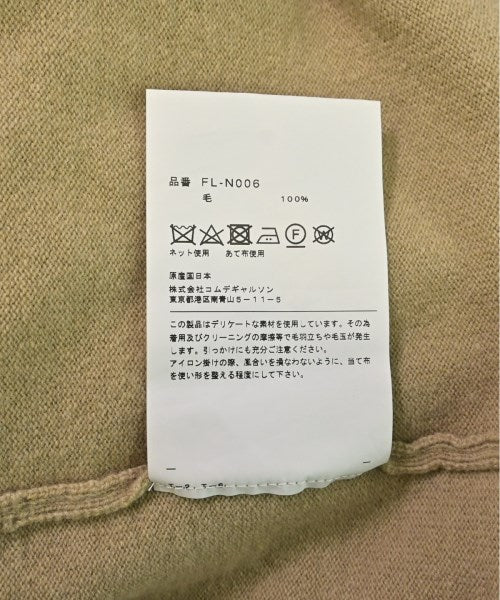 品番 FL-N006
毛 100%
F W
ネット使用 あて布使用
原産国日本
株式会社コムデギャルソン
東京都港区南青山5-11-5
この製品はデリケートな素材を使用しています。その為
着用及びクリーニングの摩擦等で毛羽立ちや毛玉が発生
します。引っかけにも充分ご注意ください。
アイロン掛けの際、風合いを損なわないように、当て布
を使い形を整える程度にして下さい。